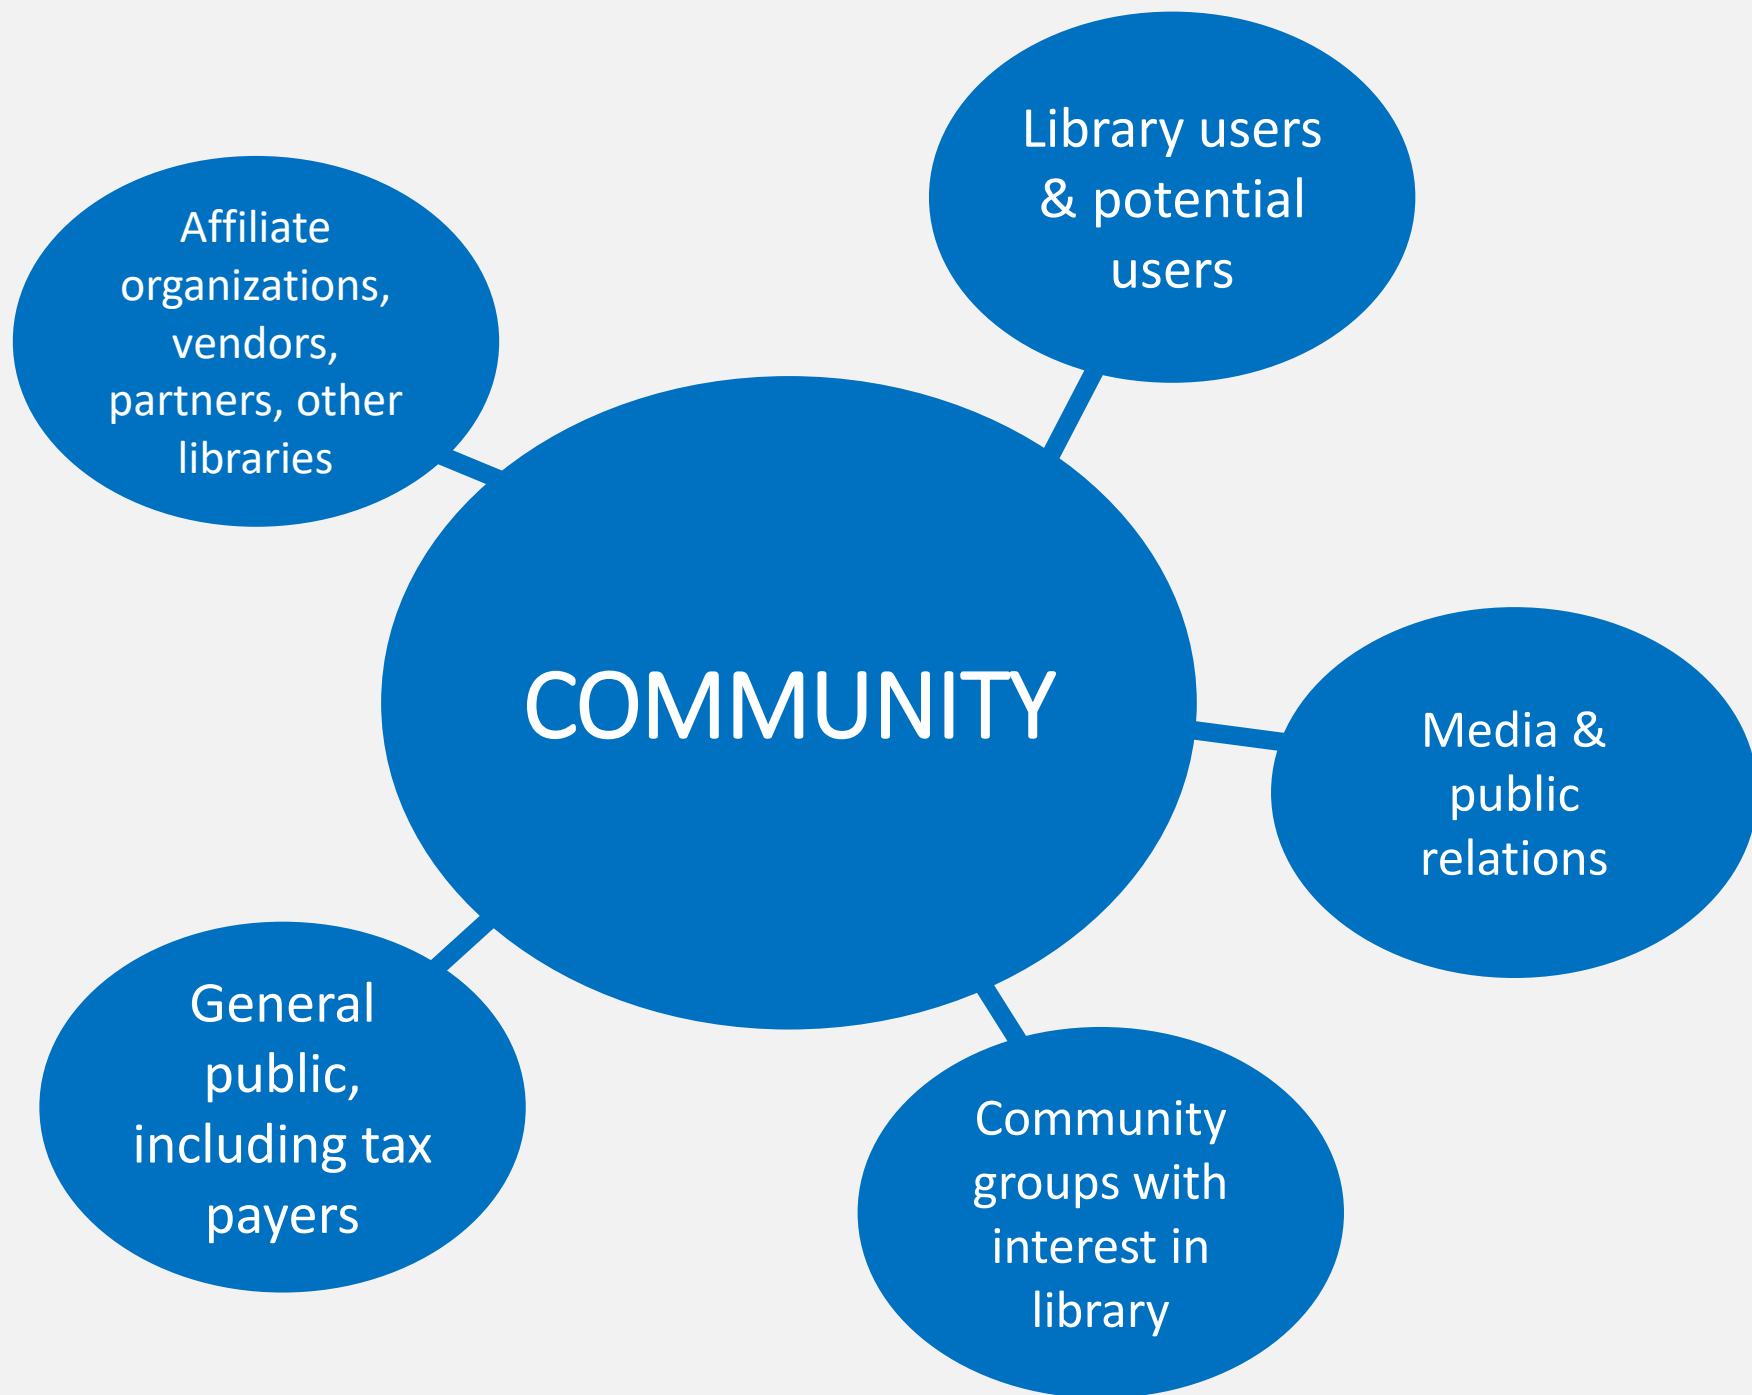 Library users
& potential
users
Affiliate
organizations,
vendors,
partners, other
libraries
COMMUNITY
Media &
public
relations
General
public,
including tax
payers
Community
groups with
interest in
library